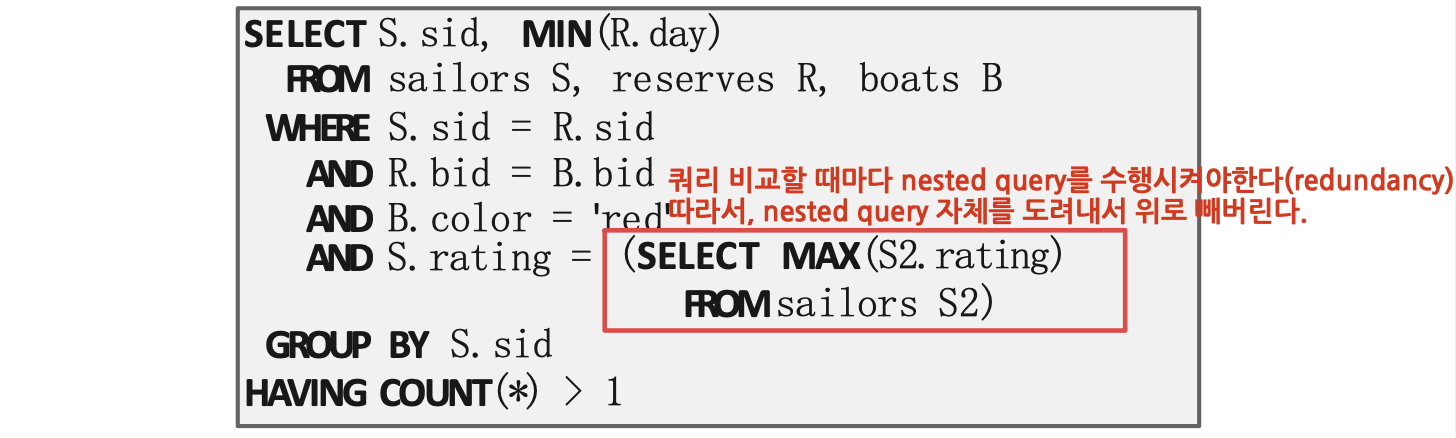 SELECT S.sid, MIN(R.day)
FROM sailors S, reserves R, boats B
WHERE S.sid = R.sid
AND R.bid = B.bid
쿼리 비교할 때마다 nested query를 수행시켜야한다(redundancy)
따라서, nested query 자체를 도려내서 위로 빼버린다.
AND B.color = 'red'
AND S.rating = (SELECT MAX(S2.rating)
FROM sailors S2)
GROUP BY S.sid
HAVING COUNT(*) > 1